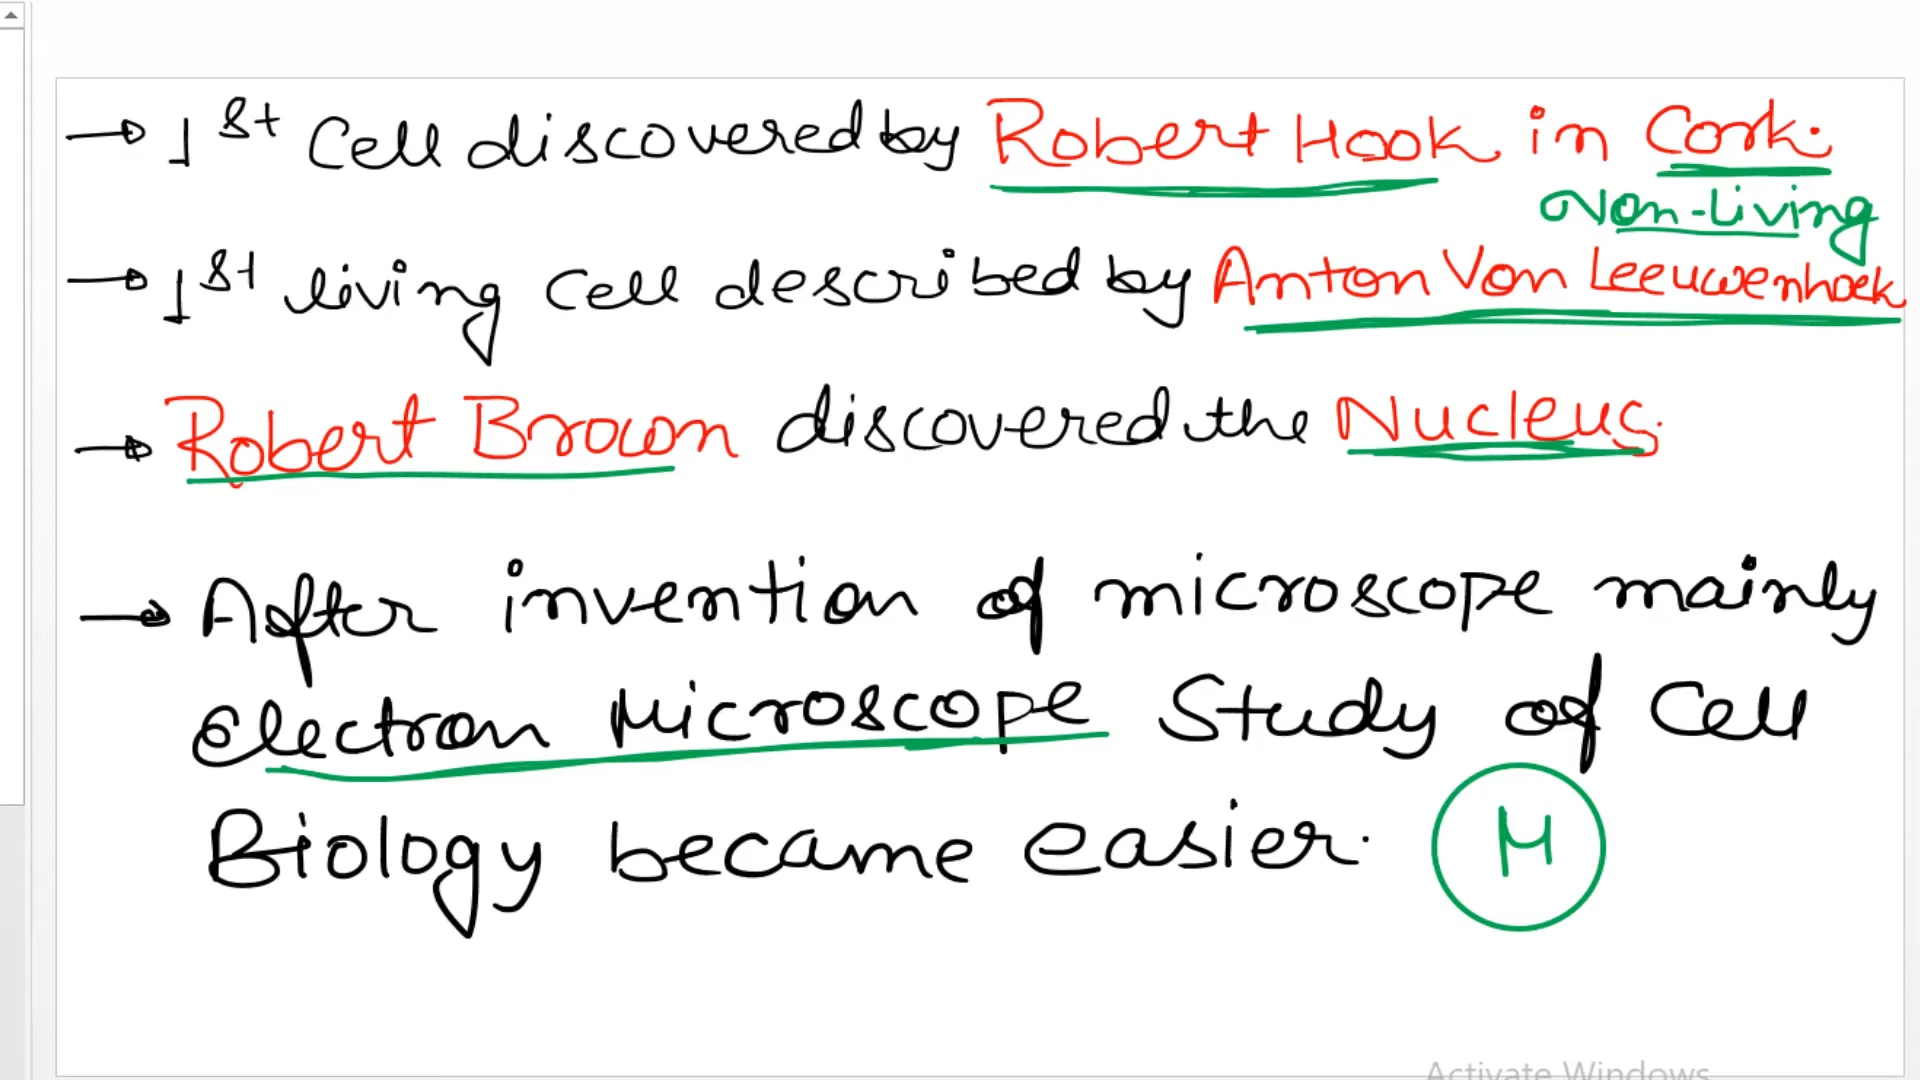 → 1st Cell discovered by Robert Hook in Cork.
Non-Living
→ 1st living cell described by Anton Von Leeuwenhoek
→ Robert Brown discovered the Nucleus.
→ After invention of microscope mainly
Electron Microscope Study of Cell
Biology became easier. M
Activate Windows